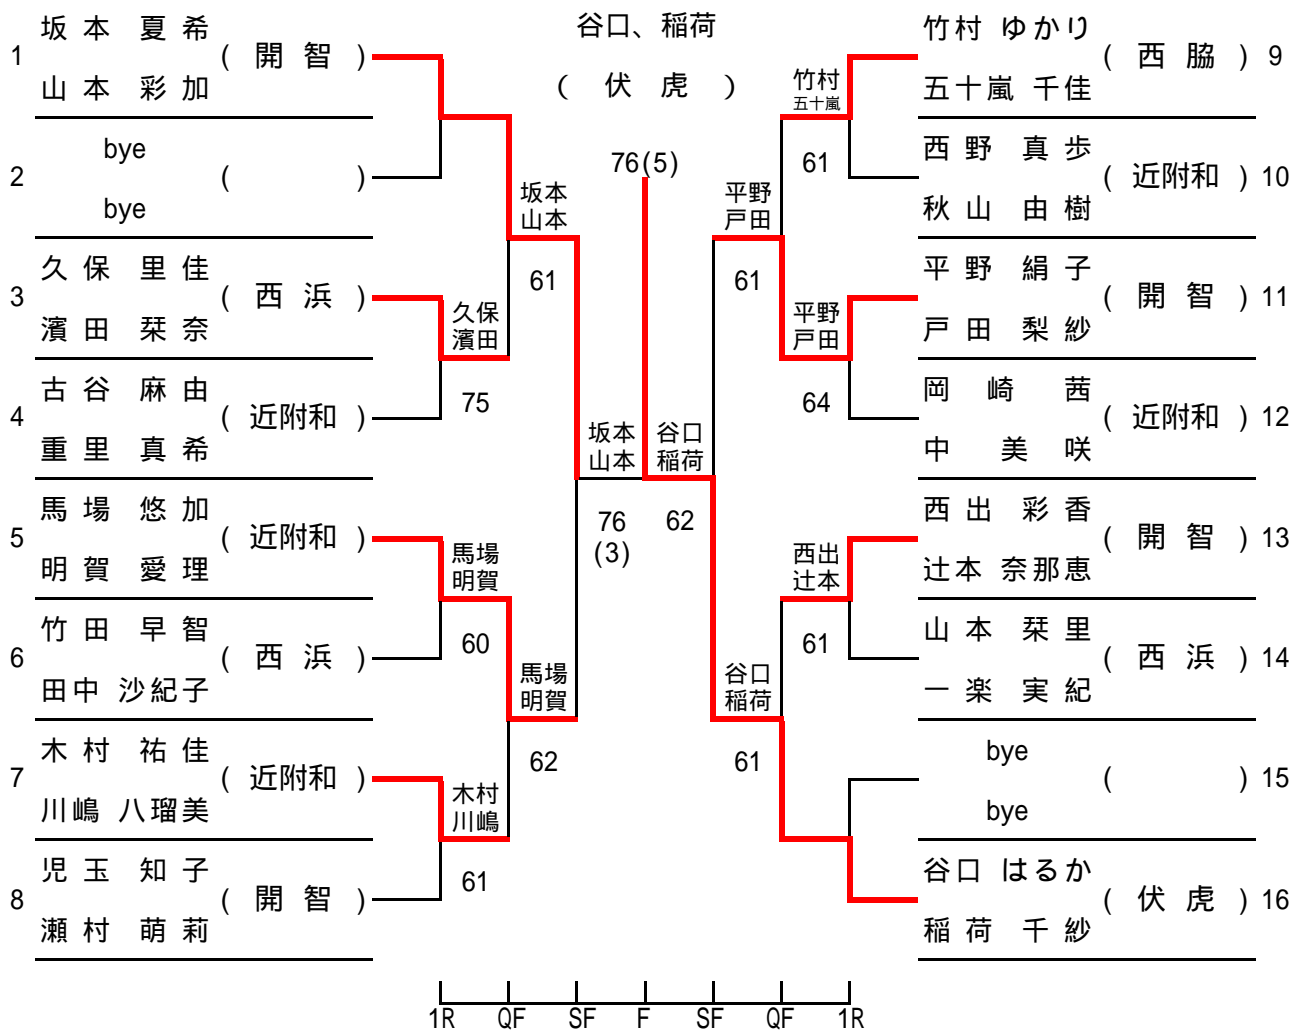 谷口、稲荷
( 伏 虎 )
76(5)
1 坂本 夏希 ( 開智 )
山本 彩加
2 bye ( )
bye
3 久保 里佳 ( 西浜 )
濱田 栞奈
4 古谷 麻由 ( 近附和 )
重里 真希
5 馬場 悠加 ( 近附和 )
明賀 愛理
6 竹田 早智 ( 西浜 )
田中 沙紀子
7 木村 祐佳 ( 近附和 )
川嶋 八瑠美
8 児玉 知子 ( 開智 )
瀬村 萌莉
久保
濱田
75
馬場
明賀
60
木村
川嶋
61
坂本
山本
61
馬場
明賀
62
坂本
山本
76
(3)
谷口
稲荷
62
平野
戸田
61
谷口
稲荷
61
竹村
五十嵐
61
平野
戸田
64
西出
辻本
61
竹村 ゆかり ( 西脇 ) 9
五十嵐 千佳
西野 真歩 ( 近附和 ) 10
秋山 由樹
平野 絹子 ( 開智 ) 11
戸田 梨紗
岡崎 茜 ( 近附和 ) 12
中 美咲
西出 彩香 ( 開智 ) 13
辻本 奈那恵
山本 栞里 ( 西浜 ) 14
一楽 実紀
bye ( ) 15
bye
谷口 はるか ( 伏虎 ) 16
稲荷 千紗
1R QF SF F SF QF 1R